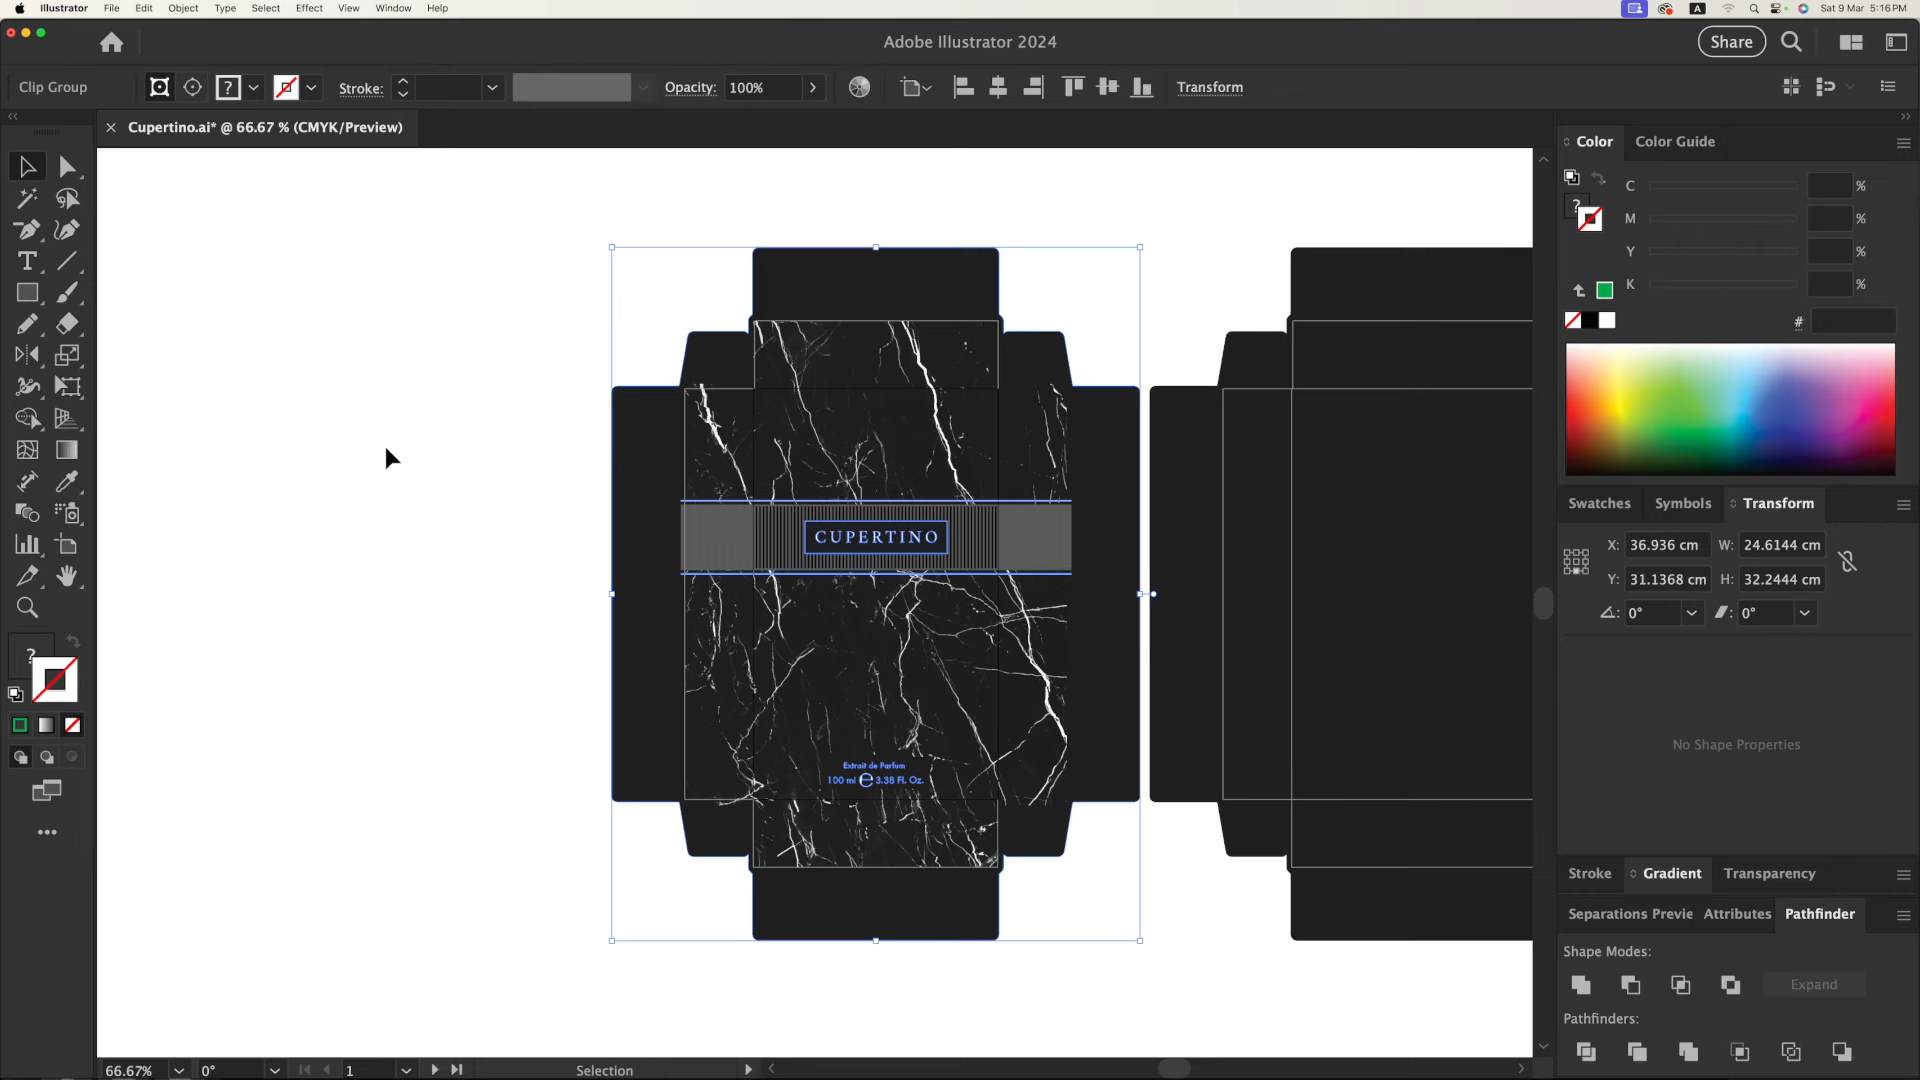 Illustrator File Edit Object Type Select Effect View Window Help
A Sat 9 Mar 5:16 PM
Adobe Illustrator 2024
Share
Clip Group ? Stroke: Opacity: 100% Transform
Cupertino.ai* @ 66.67 % (CMYK/Preview)
Color Color Guide
C %
M %
Y %
K %
#
?
CUPERTINO
Extrait de Parfum
100 ml ℮ 3.38 Fl. Oz.
Swatches Symbols Transform
X: 36.936 cm W: 24.6144 cm
Y: 31.1368 cm H: 32.2444 cm
0° 0°
No Shape Properties
Stroke Gradient Transparency
Separations Previe Attributes Pathfinder
Shape Modes:
Expand
Pathfinders:
?
66.67% 0° 1 Selection